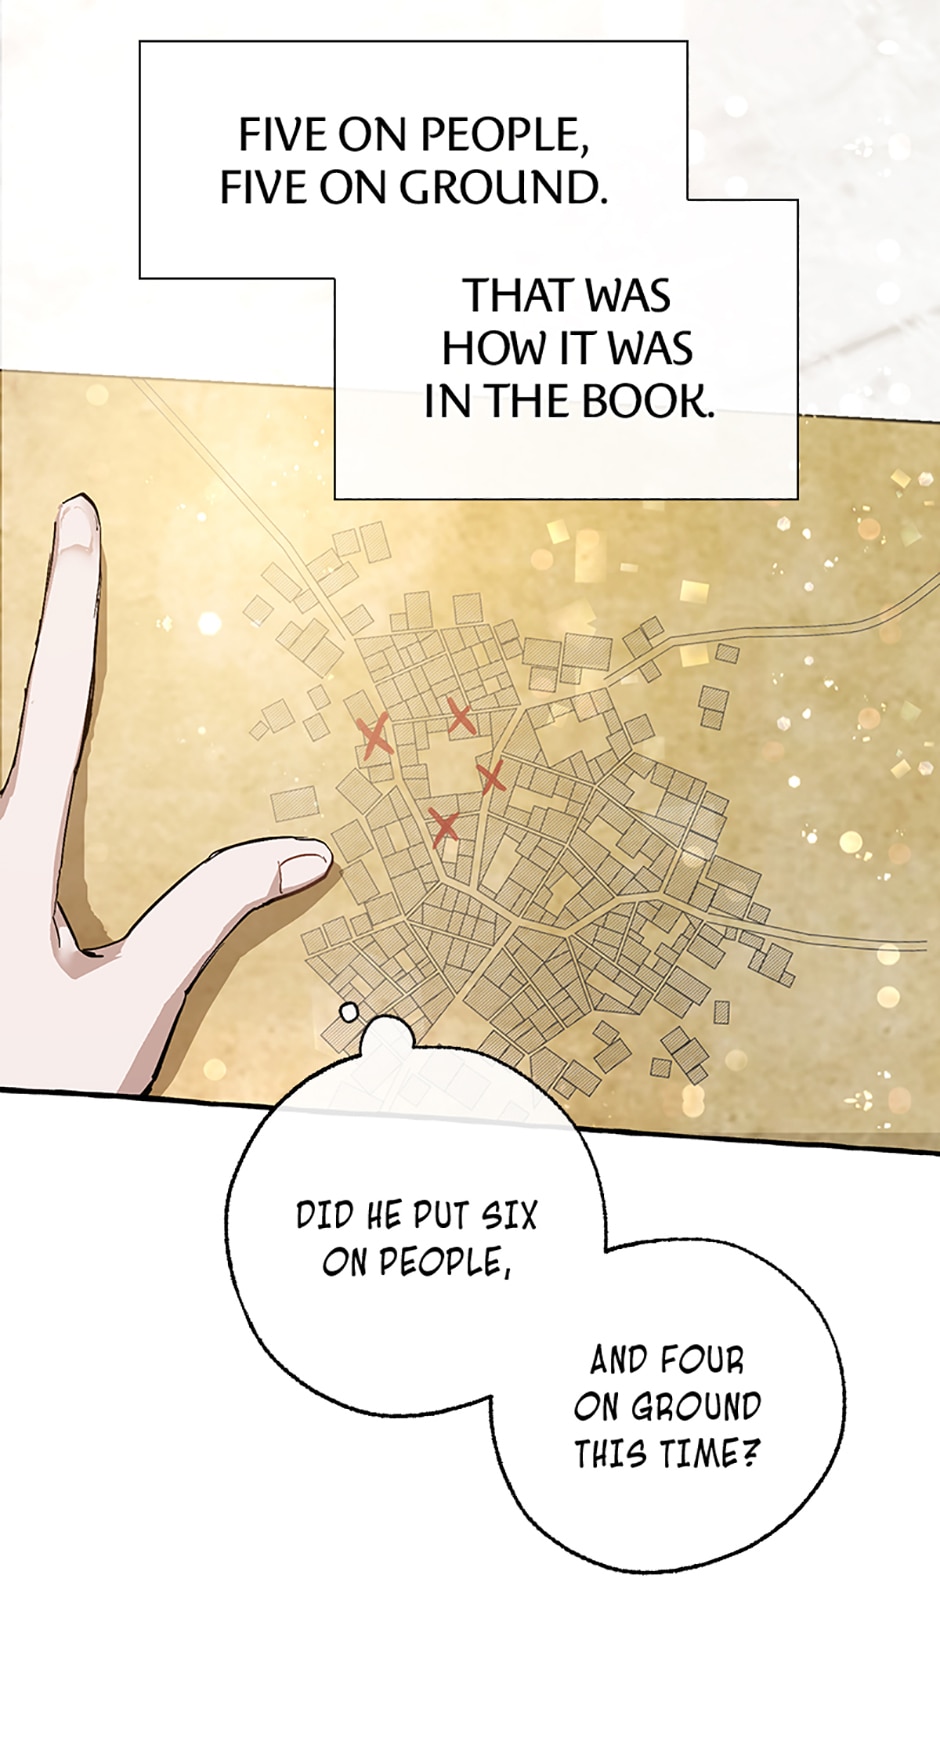 FIVE ON PEOPLE,
FIVE ON GROUND.
THAT WAS
HOW IT WAS
IN THE BOOK.
DID HE PUT SIX
ON PEOPLE,
AND FOUR
ON GROUND
THIS TIME?